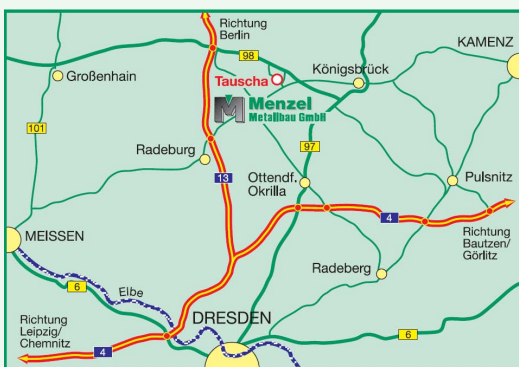 Richtung
Berlin
98
KAMENZ
Großenhain
Tauscha
Königsbrück
Menzel
Metallbau GmbH
101
97
Radeburg
13
Ottendf.
Okrilla
Pulsnitz
4
MEISSEN
Richtung
Bautzen/
Görlitz
Radeberg
6
Elbe
DRESDEN
6
Richtung
Leipzig/
Chemnitz
4